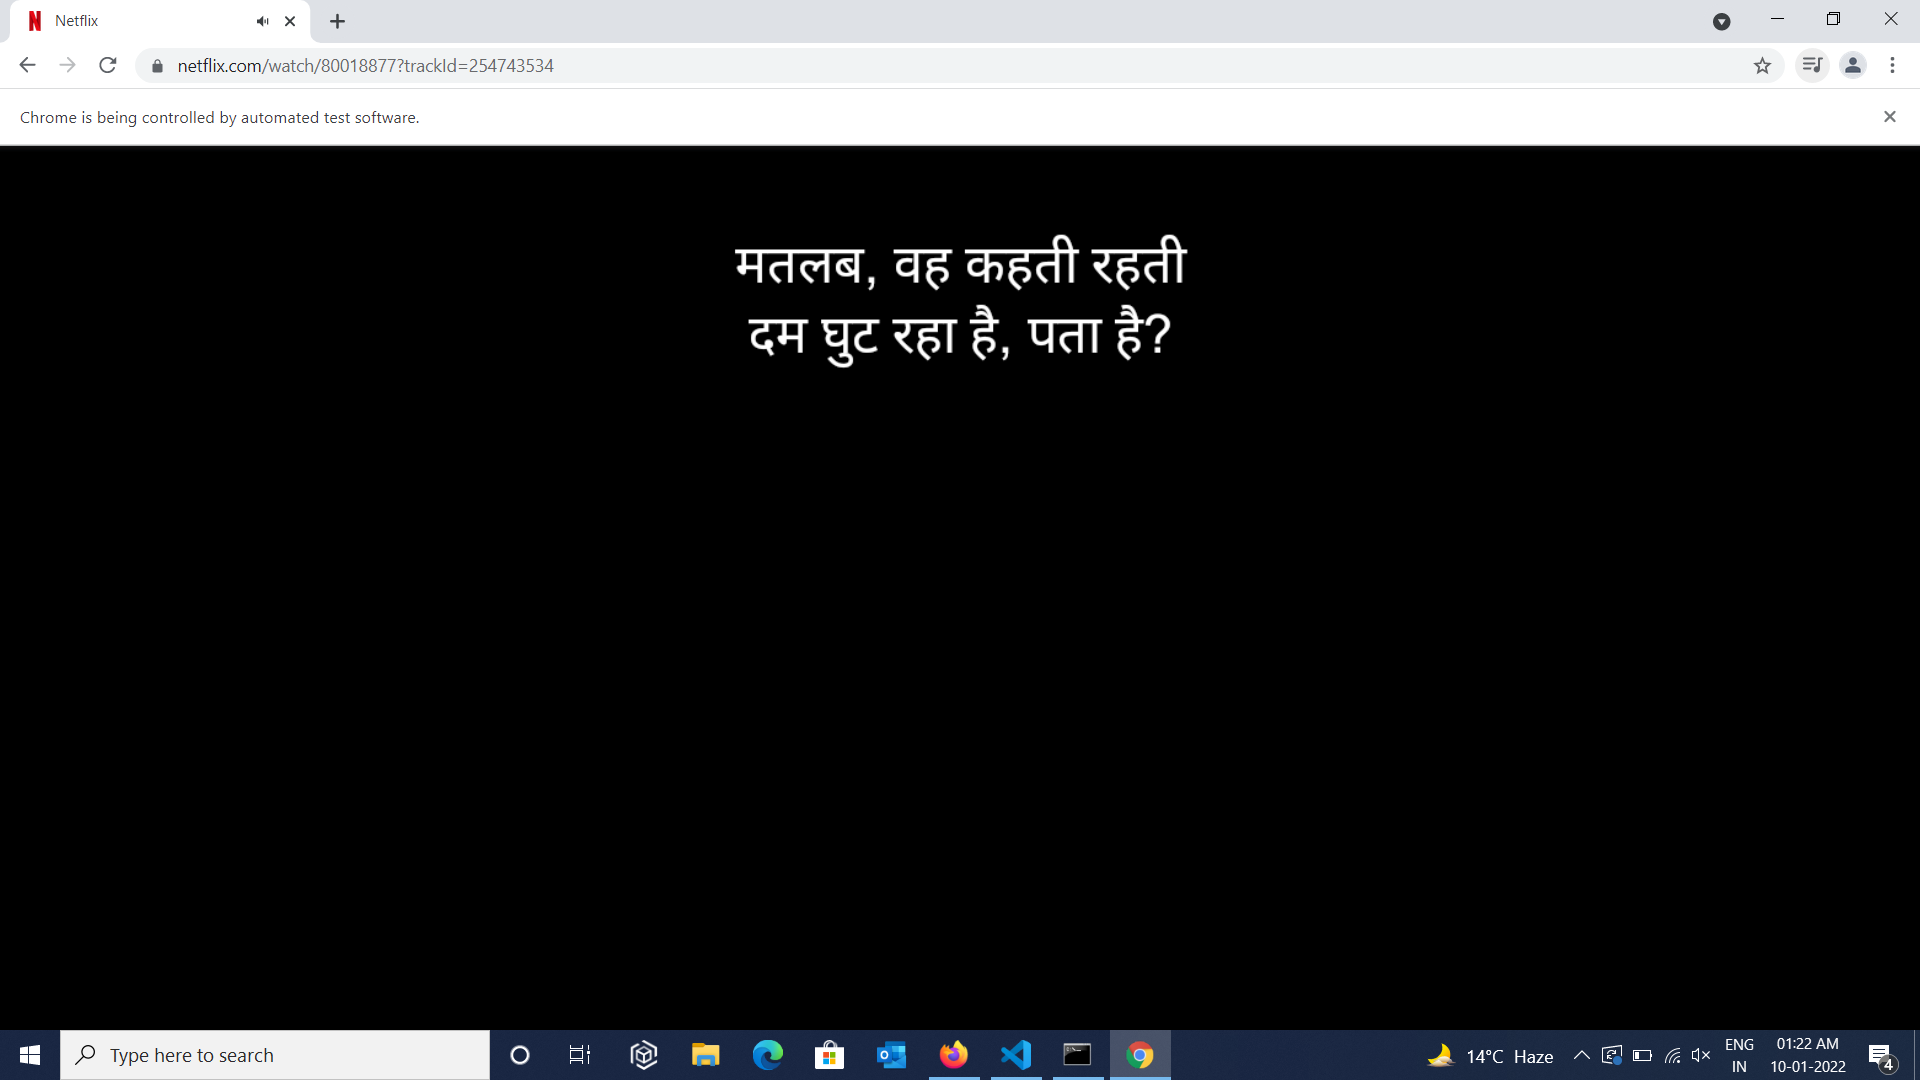 Netflix
netflix.com/watch/80018877?trackId=254743534
Chrome is being controlled by automated test software.
मतलब, वह कहती रहती
दम घुट रहा है, पता है?
Type here to search
14°C Haze
ENG
IN
01:22 AM
10-01-2022
4